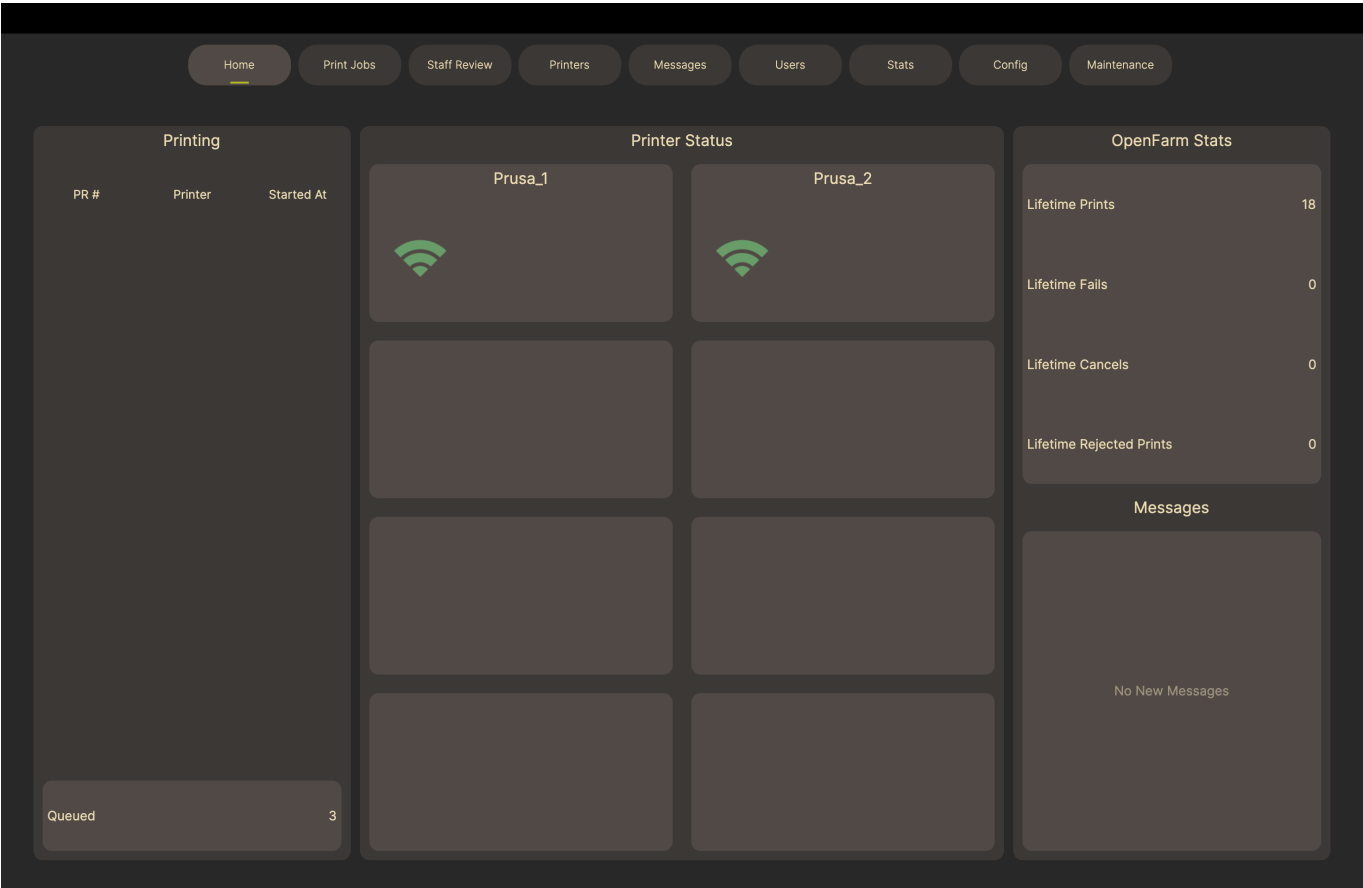 Home
Print Jobs
Staff Review
Printers
Messages
Users
Stats
Config
Maintenance
Printing
PR #
Printer
Started At
Queued 3
Printer Status
Prusa_1
Prusa_2
OpenFarm Stats
Lifetime Prints 18
Lifetime Fails 0
Lifetime Cancels 0
Lifetime Rejected Prints 0
Messages
No New Messages